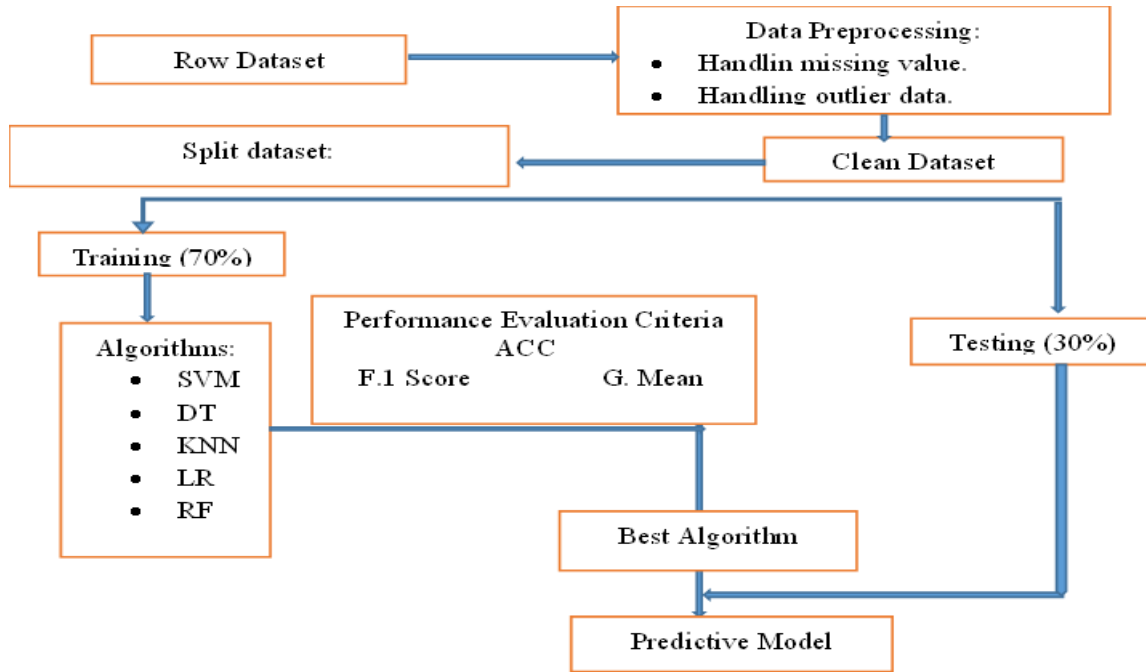 Row Dataset
Data Preprocessing:
• Handlin missing value.
• Handling outlier data.
Split dataset:
Clean Dataset
Training (70%)
Performance Evaluation Criteria
ACC
F.1 Score G. Mean
Testing (30%)
Algorithms:
• SVM
• DT
• KNN
• LR
• RF
Best Algorithm
Predictive Model